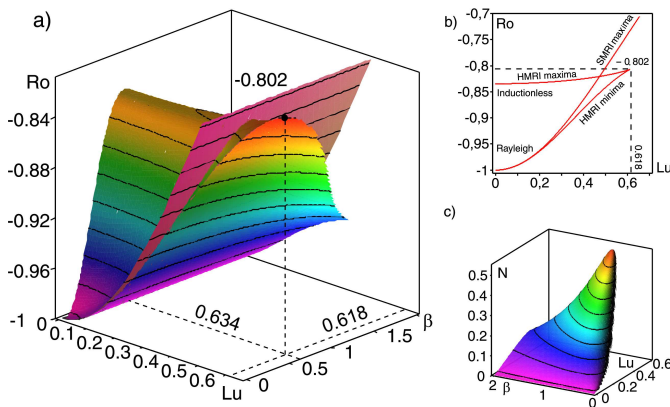 a)
Ro
-0.802
-0.84
-0.88
-0.92
-0.96
-1
0
0.1
0.2
0.3
0.4
0.5
0.6
Lu
0
0.5
1
1.5
β
0.634
0.618
b)
Ro
-0,7
-0,75
-0,8
-0,85
-0,9
-0,95
-1
0
0,2
0,4
0,6
Lu
SMRI maxima
- 0.802
HMRI maxima
Inductionless
HMRI minima
Rayleigh
0.618
c)
N
0.5
0.4
0.3
0.2
0.1
0
2
β
1
0
Lu
0
0.2
0.4
0.6